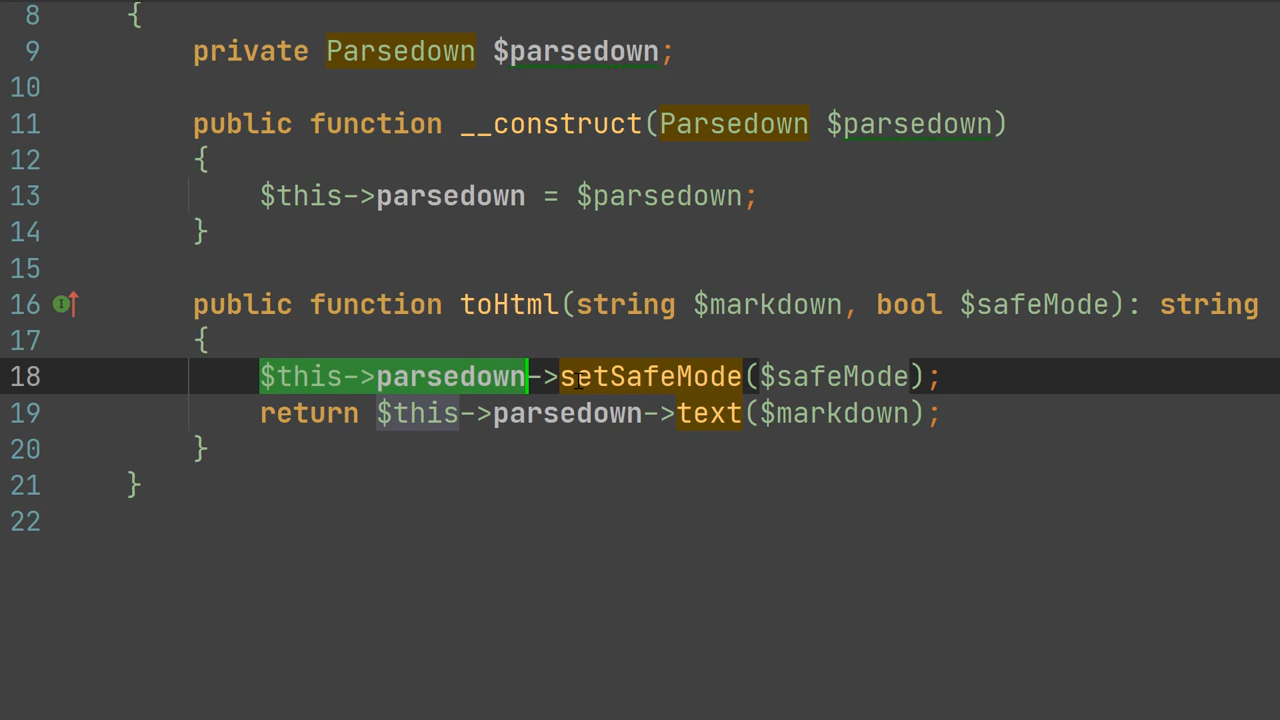 8 {
9 private Parsedown $parsedown;
10
11 public function __construct(Parsedown $parsedown)
12 {
13 $this->parsedown = $parsedown;
14 }
15
16 public function toHtml(string $markdown, bool $safeMode): string
17 {
18 $this->parsedown->setSafeMode($safeMode);
19 return $this->parsedown->text($markdown);
20 }
21 }
22